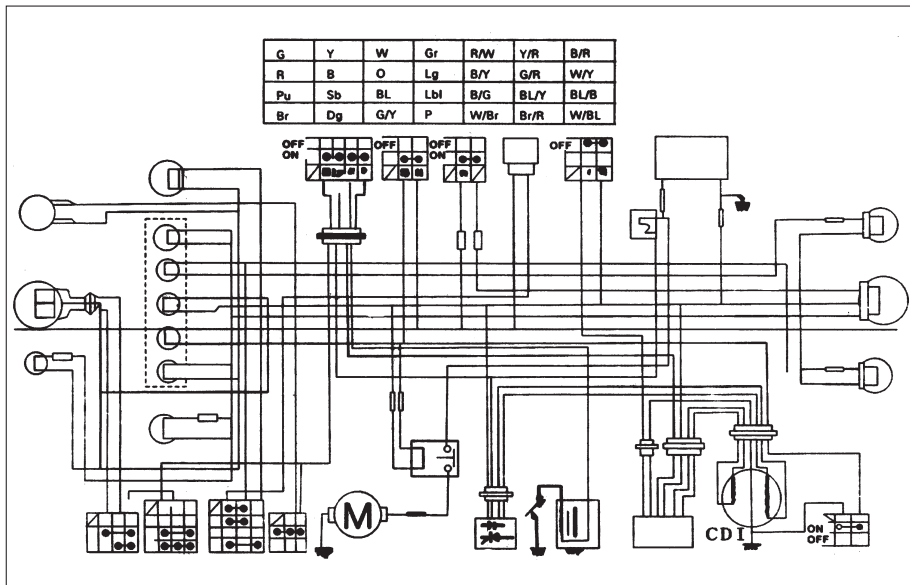 G Y W Gr R/W Y/R B/R
R B O Lg B/Y G/R W/Y
Pu Sb BL Lbl B/G BL/Y BL/B
Br Dg G/Y P W/Br Br/R W/BL
OFF
ON
OFF
OFF
ON
OFF
M
CDI
ON
OFF